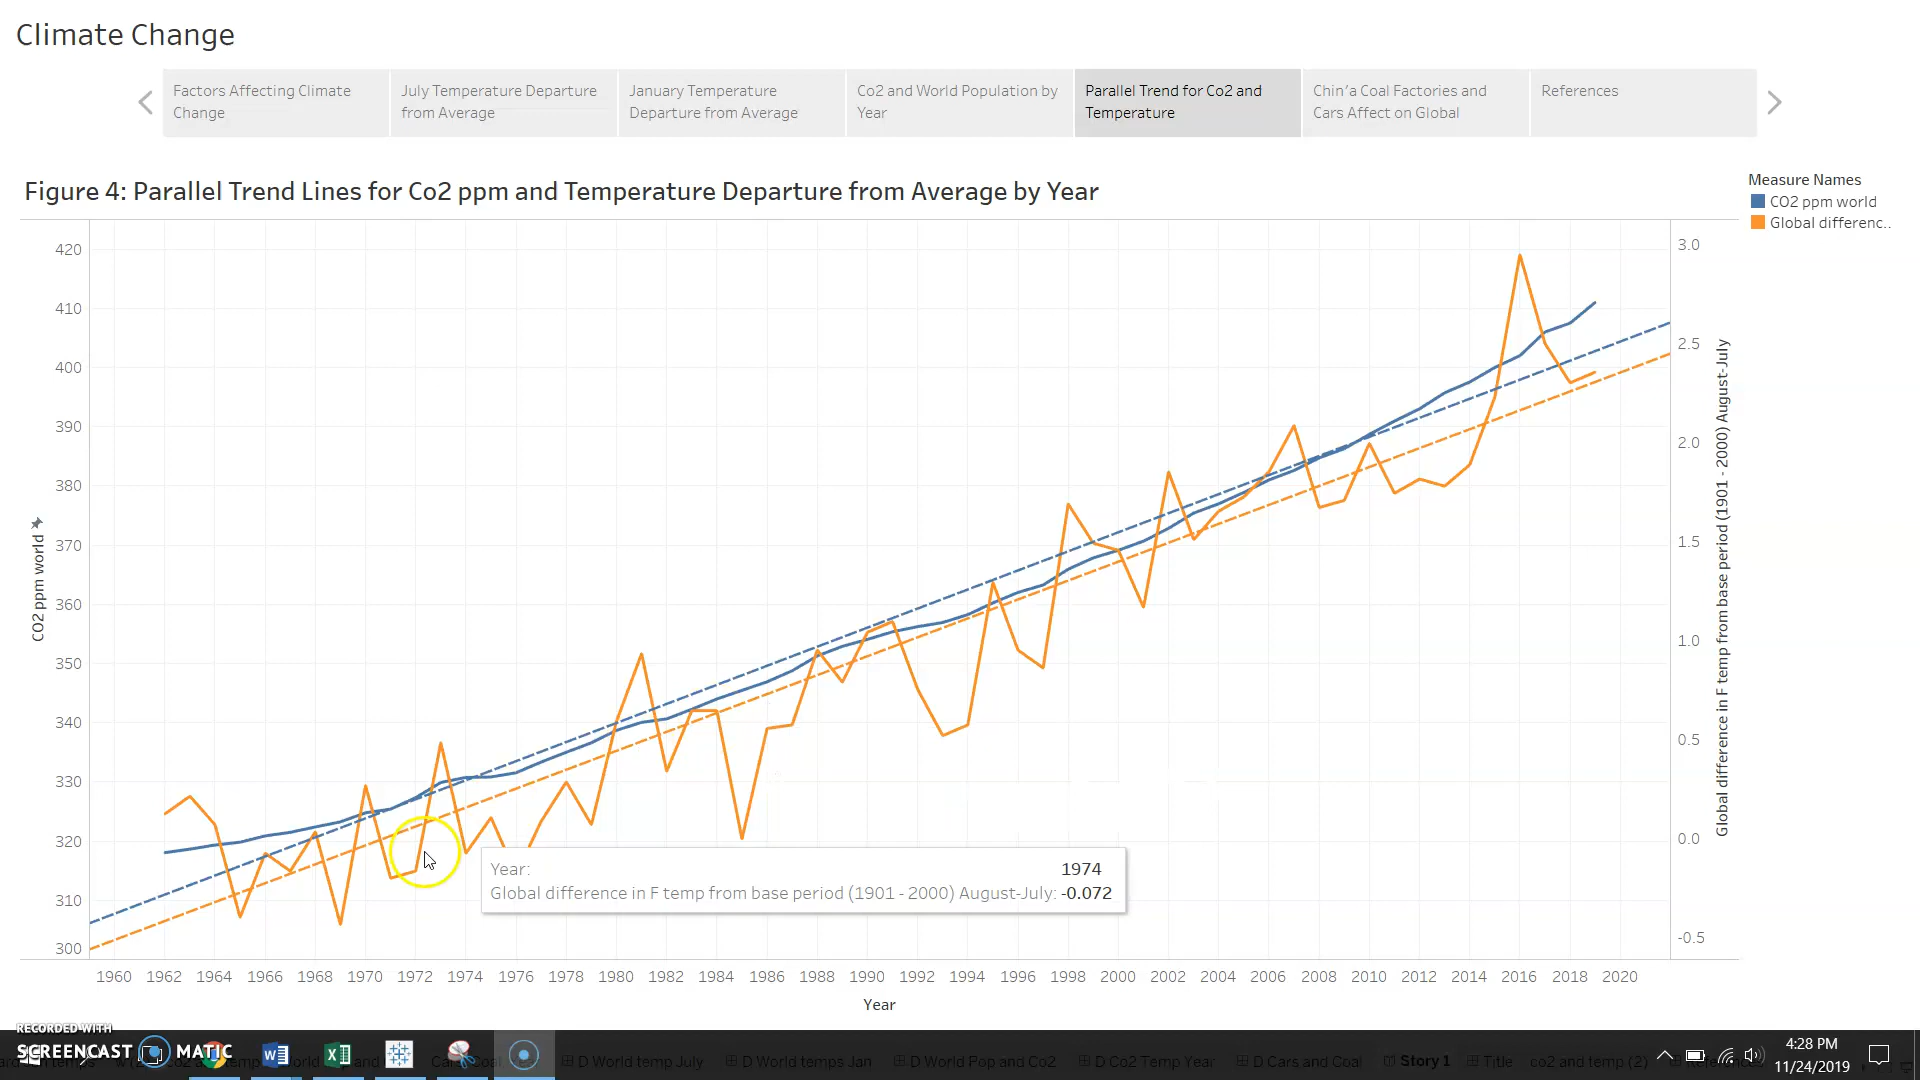 Climate Change
Factors Affecting Climate
Change
July Temperature Departure
from Average
January Temperature
Departure from Average
Co2 and World Population by
Year
Parallel Trend for Co2 and
Temperature
Chin'a Coal Factories and
Cars Affect on Global
References
Figure 4: Parallel Trend Lines for Co2 ppm and Temperature Departure from Average by Year
Measure Names
CO2 ppm world
Global differenc..
420
410
400
390
380
370
360
350
340
330
320
310
300
CO2 ppm world
3.0
2.5
2.0
1.5
1.0
0.5
0.0
-0.5
Global difference in F temp from base period (1901 - 2000) August-July
Year: 1974
Global difference in F temp from base period (1901 - 2000) August-July: -0.072
1960 1962 1964 1966 1968 1970 1972 1974 1976 1978 1980 1982 1984 1986 1988 1990 1992 1994 1996 1998 2000 2002 2004 2006 2008 2010 2012 2014 2016 2018 2020
Year
RECORDED WITH
SCREENCAST MATIC
D World temp July D World temps Jan D World Pop and Co2 D Co2 Temp Year D Cars and Coal Story 1 Title co2 and temp (2)
4:28 PM
11/24/2019